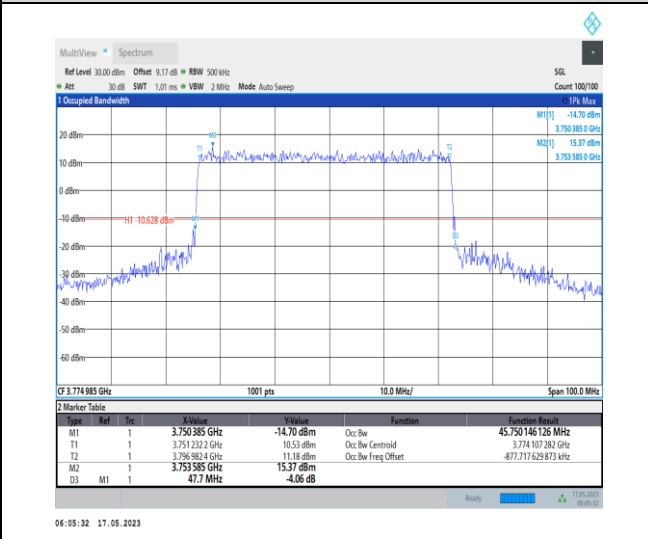 MultiView Spectrum
Ref Level 30.00 dBm Offset 9.17 dB RBW 500 kHz SGL
Att 30 dB SWT 1.01 ms VBW 2 MHz Mode Auto Sweep Count 100/100
1 Occupied Bandwidth 1Pk Max
M1[1] -14.70 dBm
3.750 385 0 GHz
M2[1] 15.37 dBm
3.753 585 0 GHz
20 dBm
M2
T1
T2
10 dBm
0 dBm
-10 dBm
H1 -10.628 dBm
M1
D3
-20 dBm
-30 dBm
-40 dBm
-50 dBm
-60 dBm
CF 3.774 985 GHz 1001 pts 10.0 MHz/ Span 100.0 MHz
2 Marker Table
Type Ref Trc X-Value Y-Value Function Function Result
M1 1 3.750 385 GHz -14.70 dBm Occ Bw 45.750 146 126 MHz
T1 1 3.751 232 2 GHz 10.53 dBm Occ Bw Centroid 3.774 107 282 GHz
T2 1 3.796 982 4 GHz 11.18 dBm Occ Bw Freq Offset -877.717 629 873 kHz
M2 1 3.753 585 GHz 15.37 dBm
D3 M1 1 47.7 MHz -4.06 dB
Ready 17.05.2023
06:05:32
06:05:32 17.05.2023